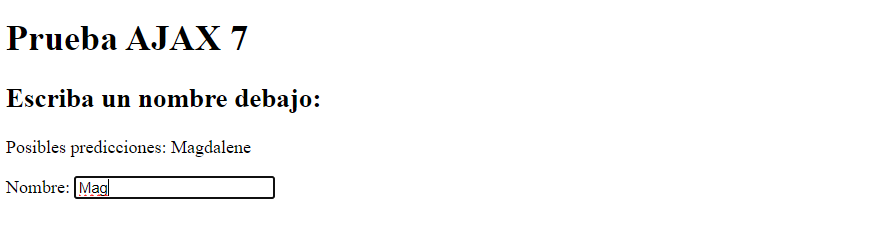 Prueba AJAX 7
Escriba un nombre debajo:
Posibles predicciones: Magdalene
Nombre: Mag